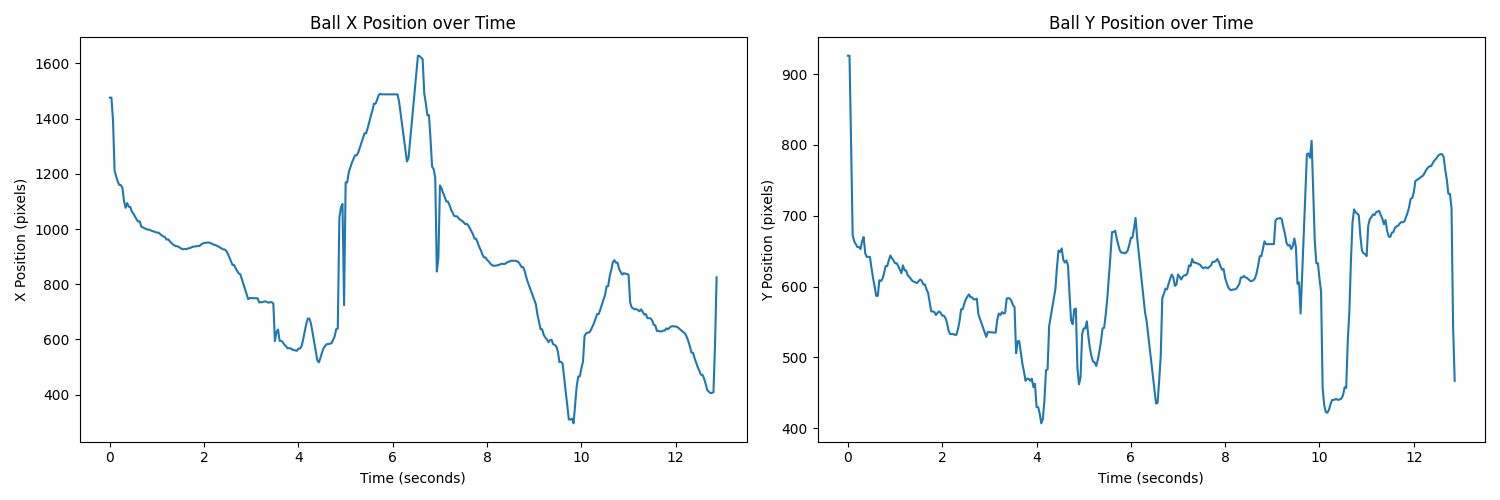 Ball X Position over Time
X Position (pixels)
1600
1400
1200
1000
800
600
400
0 2 4 6 8 10 12
Time (seconds)
Ball Y Position over Time
Y Position (pixels)
900
800
700
600
500
400
0 2 4 6 8 10 12
Time (seconds)